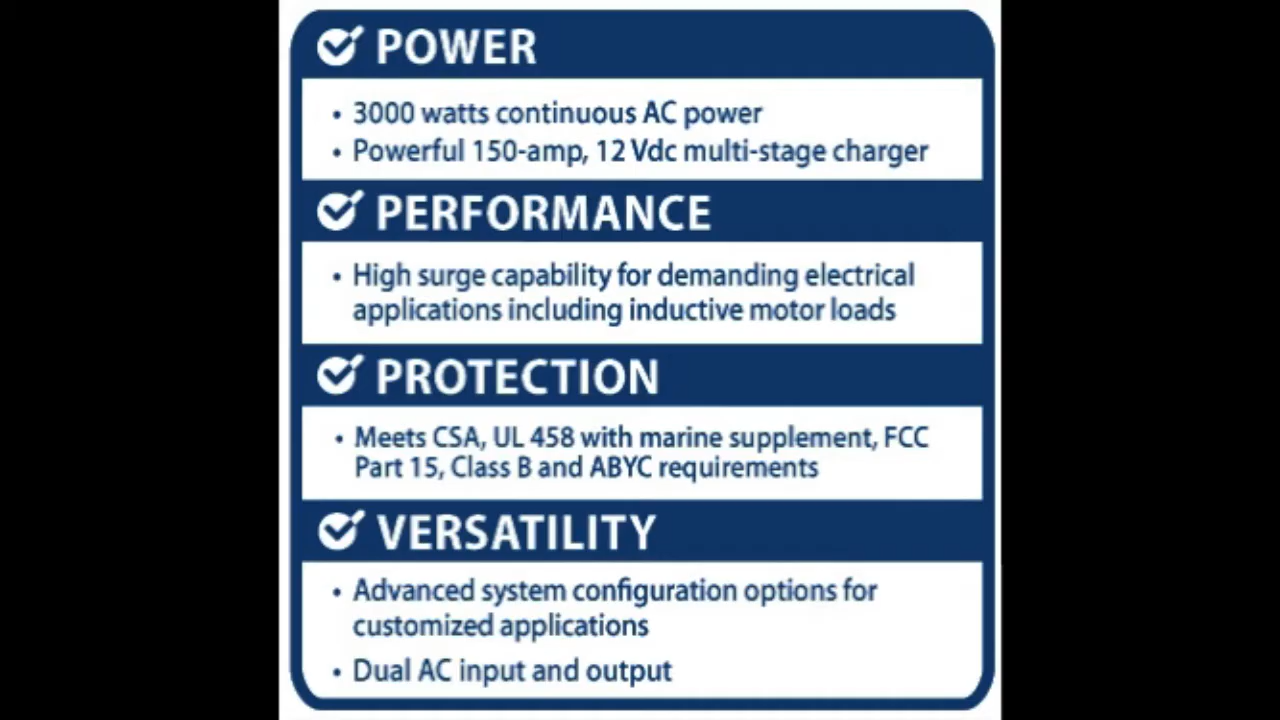 POWER
• 3000 watts continuous AC power
• Powerful 150-amp, 12 Vdc multi-stage charger
PERFORMANCE
• High surge capability for demanding electrical
applications including inductive motor loads
PROTECTION
• Meets CSA, UL 458 with marine supplement, FCC
Part 15, Class B and ABYC requirements
VERSATILITY
• Advanced system configuration options for
customized applications
• Dual AC input and output